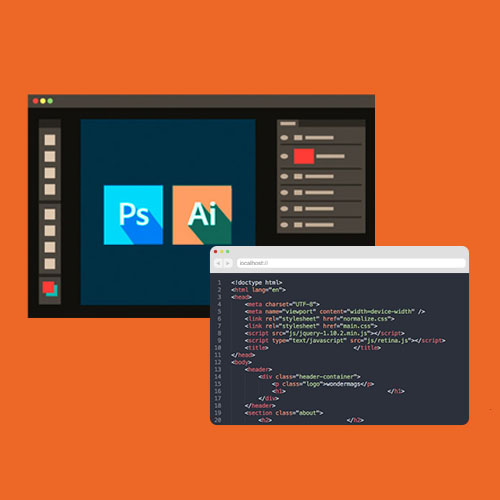 Ps
Ai
localhost://
1 <!doctype html>
2 <html lang="en">
3 <head>
4 <meta charset="UTF-8">
5 <meta name="viewport" content="width=device-width" />
6 <link rel="stylesheet" href="normalize.css">
7 <link rel="stylesheet" href="main.css">
8 <script src="js/jquery-1.10.2.min.js"></script>
9 <script type="text/javascript" src="js/retina.js"></script>
10 <title> </title>
11 </head>
12 <body>
13 <header>
14 <div class="header-container">
15 <p class="logo">wondermags</p>
16 <h1> </h1>
17 </div>
18 </header>
19 <section class="about">
20 <h2> </h2>